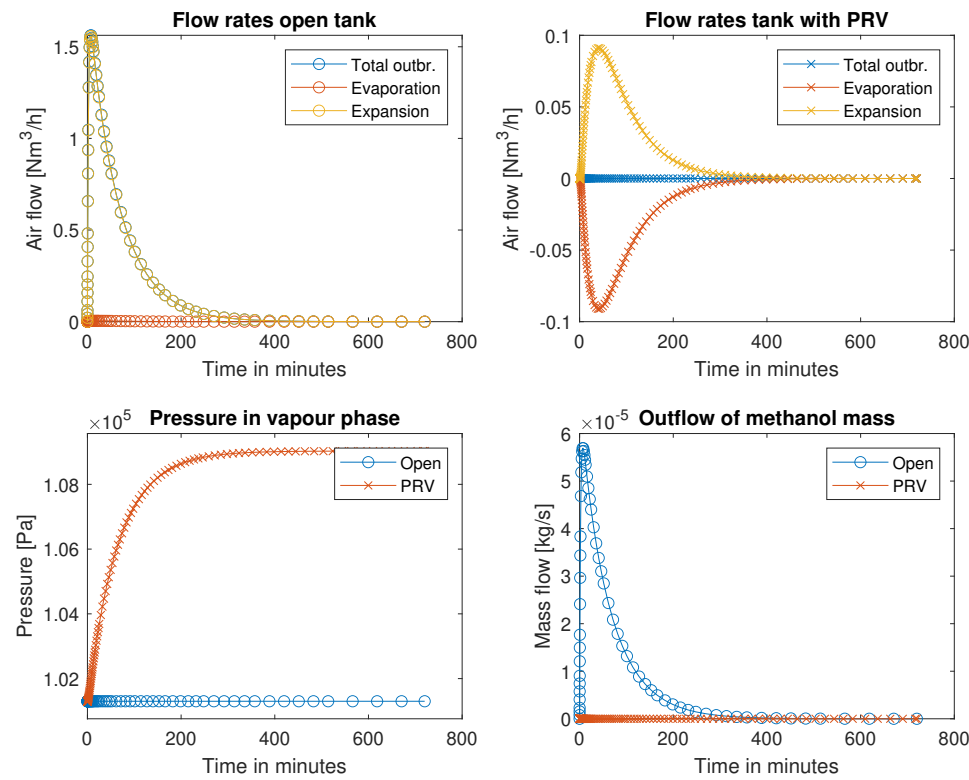 Flow rates open tank
Air flow [Nm³/h]
1.5
1
0.5
0
0 200 400 600 800
Time in minutes
Total outbr.
Evaporation
Expansion
Flow rates tank with PRV
Air flow [Nm³/h]
0.1
0.05
0
-0.05
-0.1
0 200 400 600 800
Time in minutes
Total outbr.
Evaporation
Expansion
Pressure in vapour phase
×10⁵
Pressure [Pa]
1.08
1.06
1.04
1.02
0 200 400 600 800
Time in minutes
Open
PRV
Outflow of methanol mass
×10⁻⁵
Mass flow [kg/s]
6
5
4
3
2
1
0
0 200 400 600 800
Time in minutes
Open
PRV